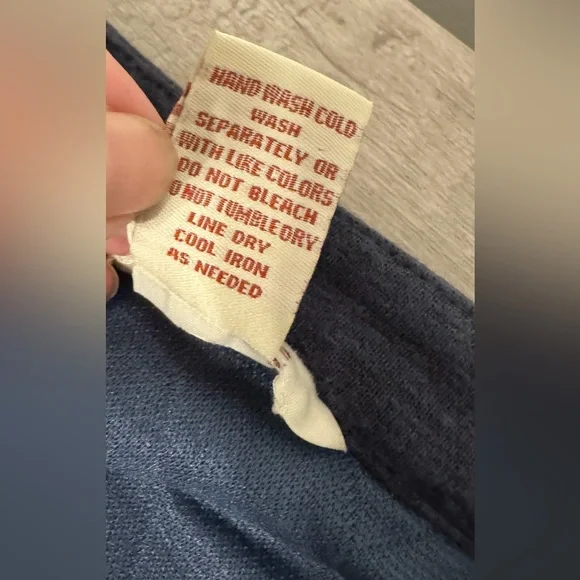 HAND WASH COLD
WASH
SEPARATELY OR
WITH LIKE COLORS
DO NOT BLEACH
O NOT TUMBLE DRY
LINE DRY
COOL IRON
AS NEEDED